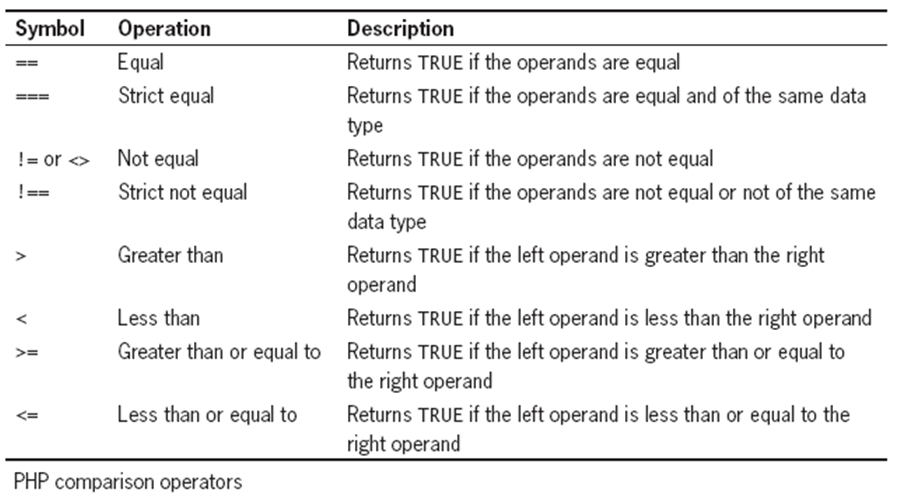 Symbol Operation Description
== Equal Returns TRUE if the operands are equal
=== Strict equal Returns TRUE if the operands are equal and of the same data
type
!= or <> Not equal Returns TRUE if the operands are not equal
!== Strict not equal Returns TRUE if the operands are not equal or not of the same
data type
> Greater than Returns TRUE if the left operand is greater than the right
operand
< Less than Returns TRUE if the left operand is less than the right operand
>= Greater than or equal to Returns TRUE if the left operand is greater than or equal to
the right operand
<= Less than or equal to Returns TRUE if the left operand is less than or equal to the
right operand
PHP comparison operators